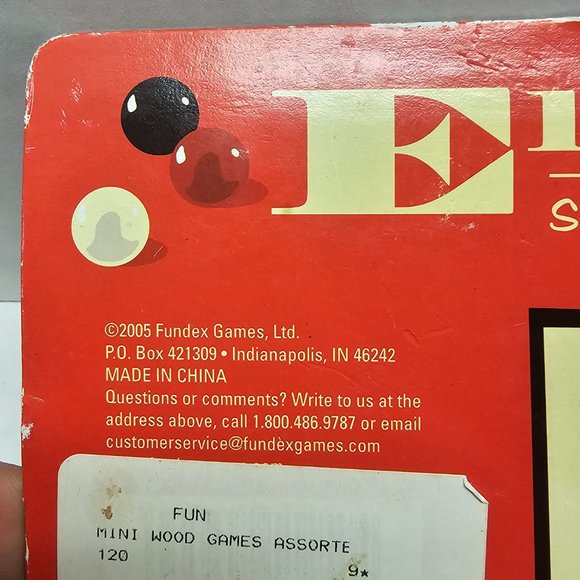 E
S
©2005 Fundex Games, Ltd.
P.O. Box 421309 • Indianapolis, IN 46242
MADE IN CHINA
Questions or comments? Write to us at the
address above, call 1.800.486.9787 or email
customerservice@fundexgames.com
FUN
MINI WOOD GAMES ASSORTE
120
9*